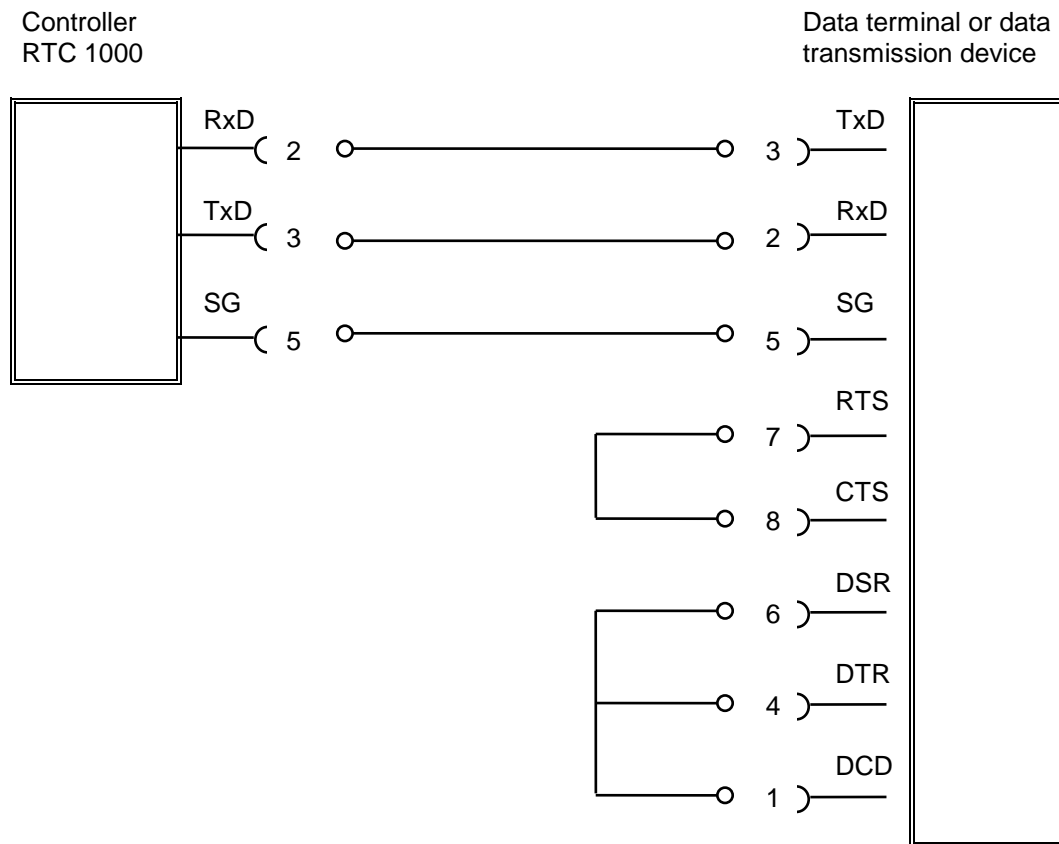 Controller
RTC 1000
Data terminal or data
transmission device
RxD
TxD
2
3
TxD
RxD
3
2
SG
SG
5
5
RTS
7
CTS
8
DSR
6
DTR
4
DCD
1